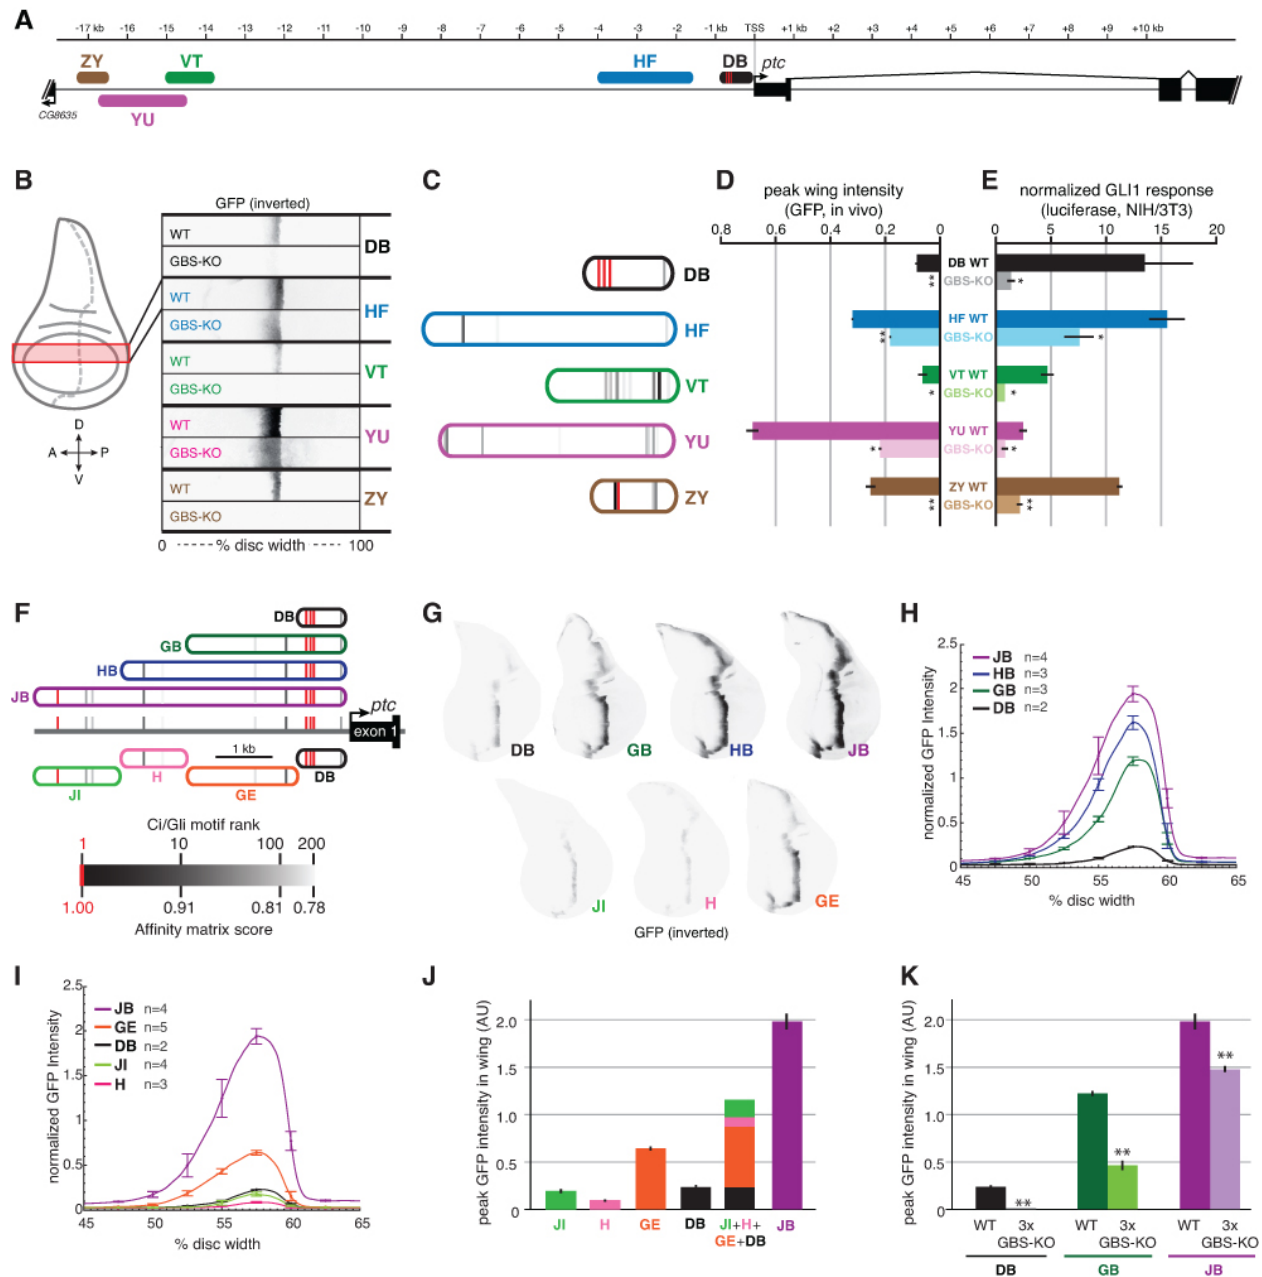 A
-17 kb -16 -15 -14 -13 -12 -11 -10 -9 -8 -7 -6 -5 -4 -3 -2 -1 kb TSS +1 kb +2 +3 +4 +5 +6 +7 +8 +9 +10 kb
ZY VT HF DB ptc
CG8635
YU
B
GFP (inverted)
WT
GBS-KO
DB
WT
GBS-KO
HF
WT
GBS-KO
VT
WT
GBS-KO
YU
WT
GBS-KO
ZY
D
A P
V
0 % disc width 100
C
DB
HF
VT
YU
ZY
D
peak wing intensity
(GFP, in vivo)
0.8 0.6 0.4 0.2 0
E
normalized GLI1 response
(luciferase, NIH/3T3)
0 5 10 15 20
DB WT
** GBS-KO *
HF WT
** GBS-KO *
VT WT
* GBS-KO *
YU WT
* GBS-KO *
ZY WT
** GBS-KO **
F
DB
GB
HB
JB
ptc
exon 1
1 kb
JI H GE DB
Ci/Gli motif rank
1 10 100 200
1.00 0.91 0.81 0.78
Affinity matrix score
G
DB GB HB JB
JI H GE
GFP (inverted)
H
normalized GFP Intensity
2.5
2
1.5
1
0.5
0
JB n=4
HB n=3
GB n=3
DB n=2
45 50 55 60 65
% disc width
I
normalized GFP Intensity
2.5
2
1.5
1
0.5
0
JB n=4
GE n=5
DB n=2
JI n=4
H n=3
45 50 55 60 65
% disc width
J
peak GFP intensity in wing (AU)
2.0
1.5
1.0
0.5
0
JI H GE DB JI+H+ JB
GE+DB
K
peak GFP intensity in wing (AU)
2.0
1.5
1.0
0.5
0
**
**
**
WT 3x WT 3x WT 3x
GBS-KO GBS-KO GBS-KO
DB GB JB